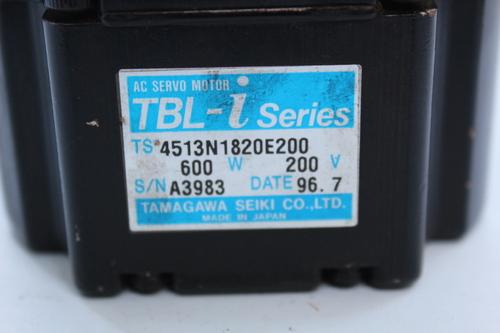 AC SERVO MOTOR
TBL-i Series
TS 4513N1820E200
600 W 200 V
S/N A3983 DATE 96.7
TAMAGAWA SEIKI CO.,LTD.
MADE IN JAPAN